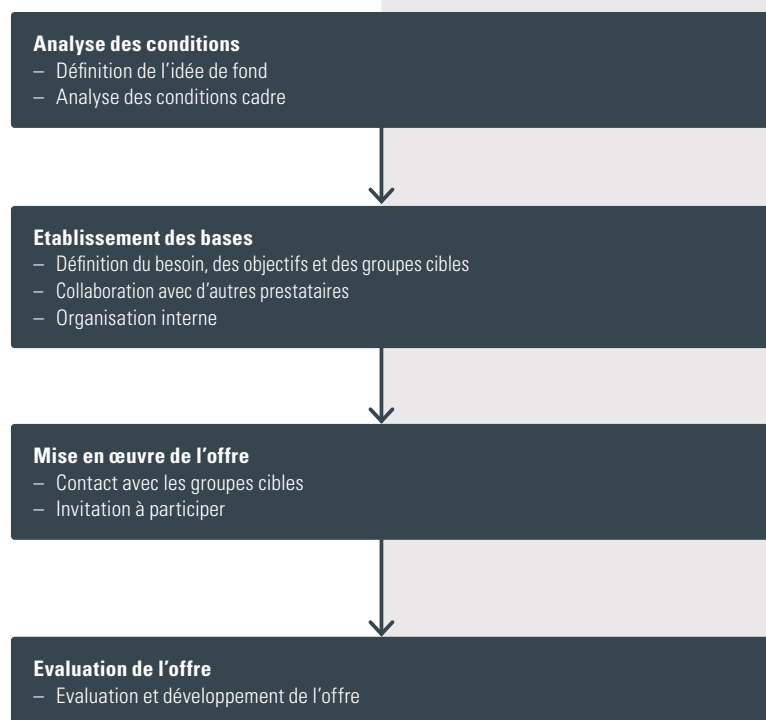 Analyse des conditions
– Définition de l’idée de fond
– Analyse des conditions cadre
Etablissement des bases
– Définition du besoin, des objectifs et des groupes cibles
– Collaboration avec d’autres prestataires
– Organisation interne
Mise en œuvre de l’offre
– Contact avec les groupes cibles
– Invitation à participer
Evaluation de l’offre
– Evaluation et développement de l’offre